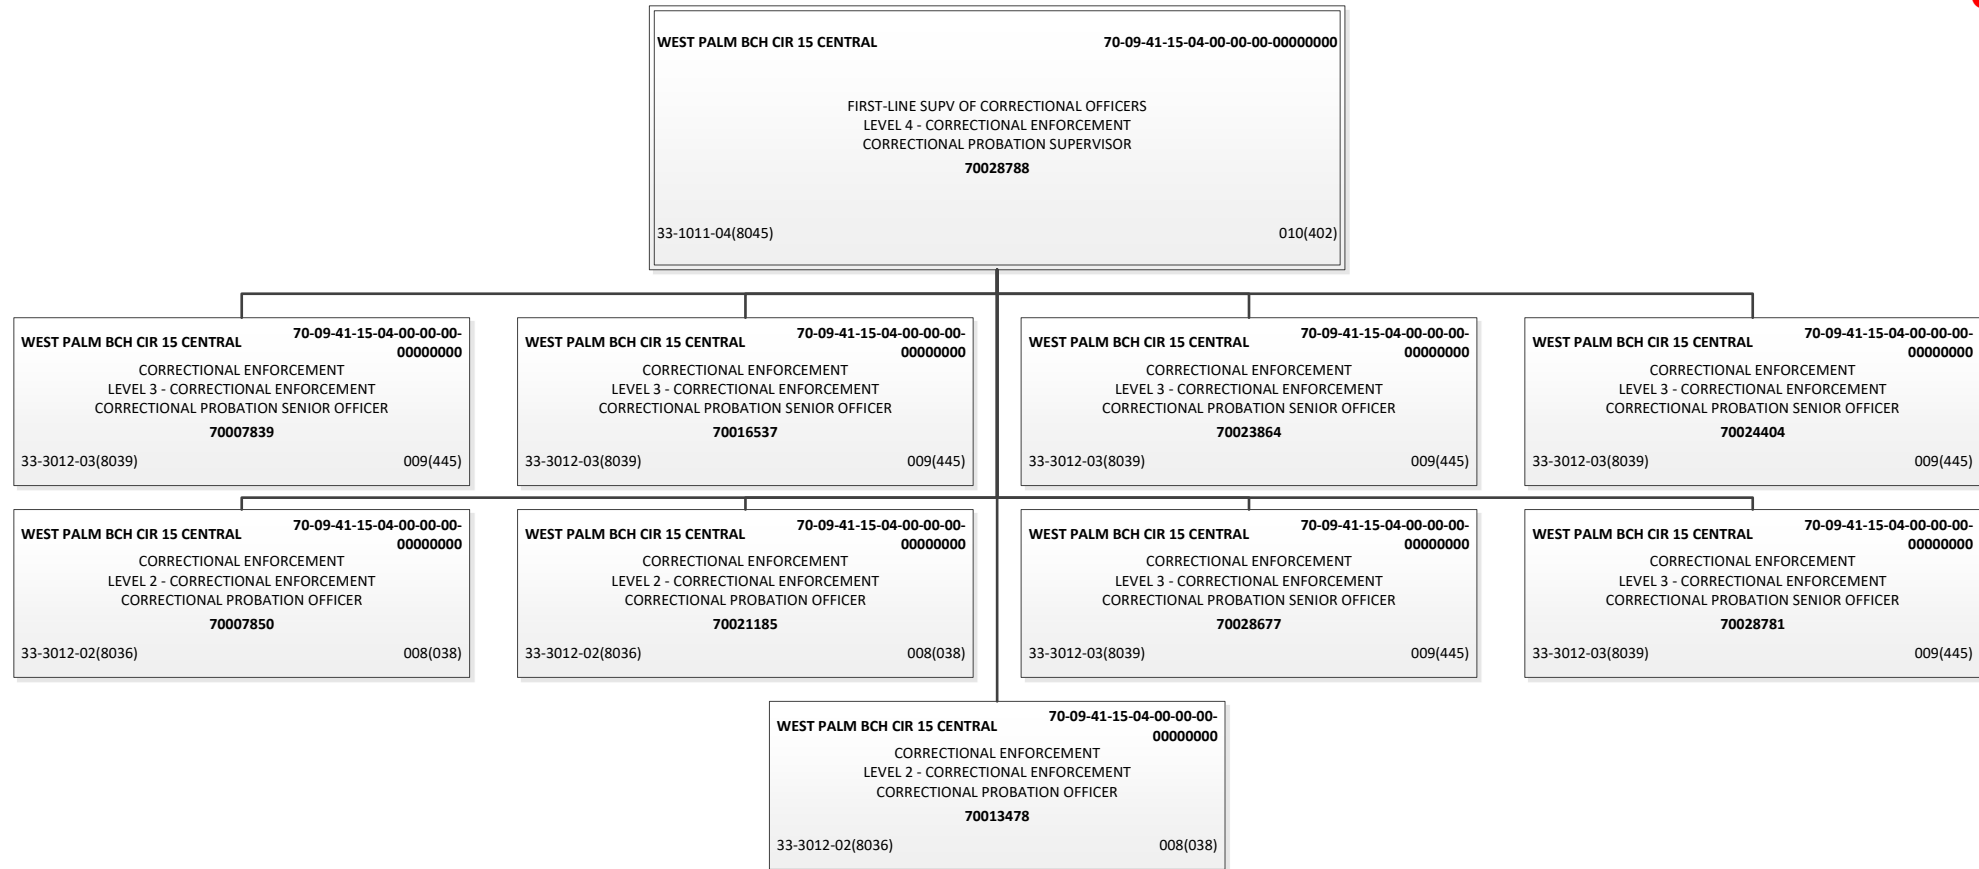 WEST PALM BCH CIR 15 CENTRAL 70-09-41-15-04-00-00-00-00000000
FIRST-LINE SUPV OF CORRECTIONAL OFFICERS
LEVEL 4 - CORRECTIONAL ENFORCEMENT
CORRECTIONAL PROBATION SUPERVISOR
70028788
33-1011-04(8045) 010(402)
WEST PALM BCH CIR 15 CENTRAL 70-09-41-15-04-00-00-00-
00000000
CORRECTIONAL ENFORCEMENT
LEVEL 3 - CORRECTIONAL ENFORCEMENT
CORRECTIONAL PROBATION SENIOR OFFICER
70007839
33-3012-03(8039) 009(445)
WEST PALM BCH CIR 15 CENTRAL 70-09-41-15-04-00-00-00-
00000000
CORRECTIONAL ENFORCEMENT
LEVEL 3 - CORRECTIONAL ENFORCEMENT
CORRECTIONAL PROBATION SENIOR OFFICER
70016537
33-3012-03(8039) 009(445)
WEST PALM BCH CIR 15 CENTRAL 70-09-41-15-04-00-00-00-
00000000
CORRECTIONAL ENFORCEMENT
LEVEL 3 - CORRECTIONAL ENFORCEMENT
CORRECTIONAL PROBATION SENIOR OFFICER
70023864
33-3012-03(8039) 009(445)
WEST PALM BCH CIR 15 CENTRAL 70-09-41-15-04-00-00-00-
00000000
CORRECTIONAL ENFORCEMENT
LEVEL 3 - CORRECTIONAL ENFORCEMENT
CORRECTIONAL PROBATION SENIOR OFFICER
70024404
33-3012-03(8039) 009(445)
WEST PALM BCH CIR 15 CENTRAL 70-09-41-15-04-00-00-00-
00000000
CORRECTIONAL ENFORCEMENT
LEVEL 2 - CORRECTIONAL ENFORCEMENT
CORRECTIONAL PROBATION OFFICER
70007850
33-3012-02(8036) 008(038)
WEST PALM BCH CIR 15 CENTRAL 70-09-41-15-04-00-00-00-
00000000
CORRECTIONAL ENFORCEMENT
LEVEL 2 - CORRECTIONAL ENFORCEMENT
CORRECTIONAL PROBATION OFFICER
70021185
33-3012-02(8036) 008(038)
WEST PALM BCH CIR 15 CENTRAL 70-09-41-15-04-00-00-00-
00000000
CORRECTIONAL ENFORCEMENT
LEVEL 3 - CORRECTIONAL ENFORCEMENT
CORRECTIONAL PROBATION SENIOR OFFICER
70028677
33-3012-03(8039) 009(445)
WEST PALM BCH CIR 15 CENTRAL 70-09-41-15-04-00-00-00-
00000000
CORRECTIONAL ENFORCEMENT
LEVEL 3 - CORRECTIONAL ENFORCEMENT
CORRECTIONAL PROBATION SENIOR OFFICER
70028781
33-3012-03(8039) 009(445)
WEST PALM BCH CIR 15 CENTRAL 70-09-41-15-04-00-00-00-
00000000
CORRECTIONAL ENFORCEMENT
LEVEL 2 - CORRECTIONAL ENFORCEMENT
CORRECTIONAL PROBATION OFFICER
70013478
33-3012-02(8036) 008(038)